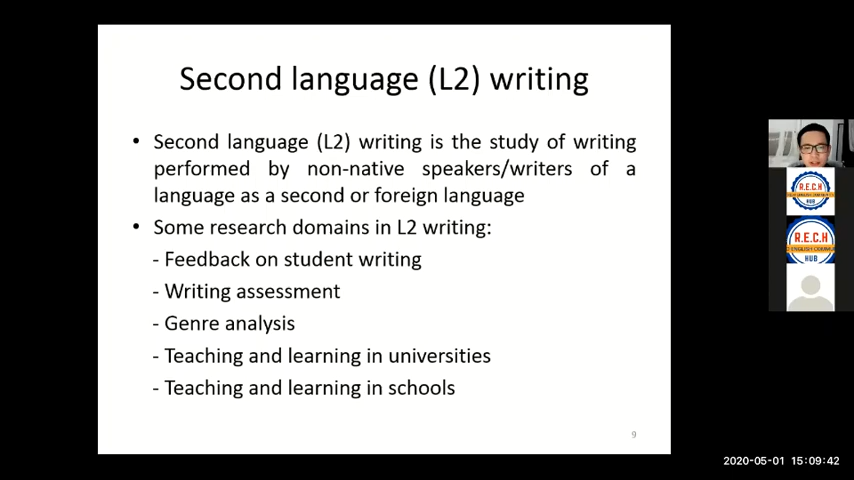 Second language (L2) writing
• Second language (L2) writing is the study of writing
performed by non-native speakers/writers of a
language as a second or foreign language
• Some research domains in L2 writing:
- Feedback on student writing
- Writing assessment
- Genre analysis
- Teaching and learning in universities
- Teaching and learning in schools
9
R.E.C.H
HUB
R.E.C.H
ENGLISH
HUB
2020-05-01 15:09:42